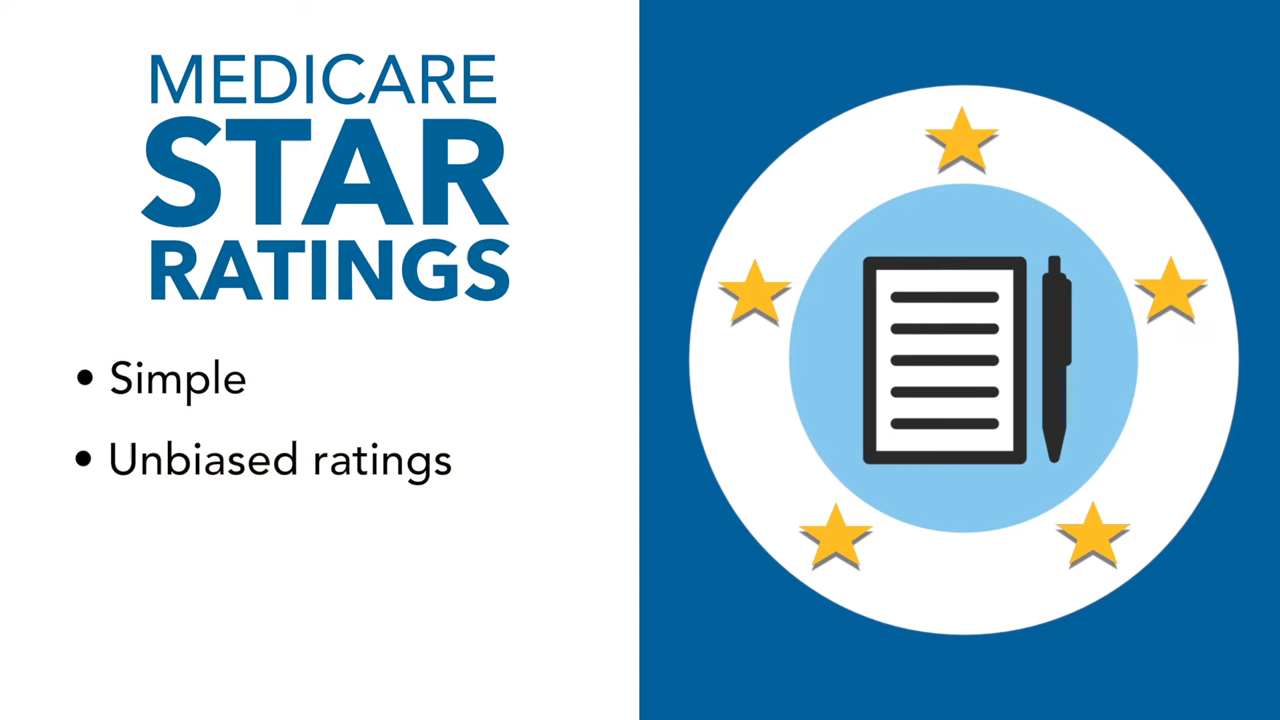 MEDICARE
STAR
RATINGS
• Simple
• Unbiased ratings